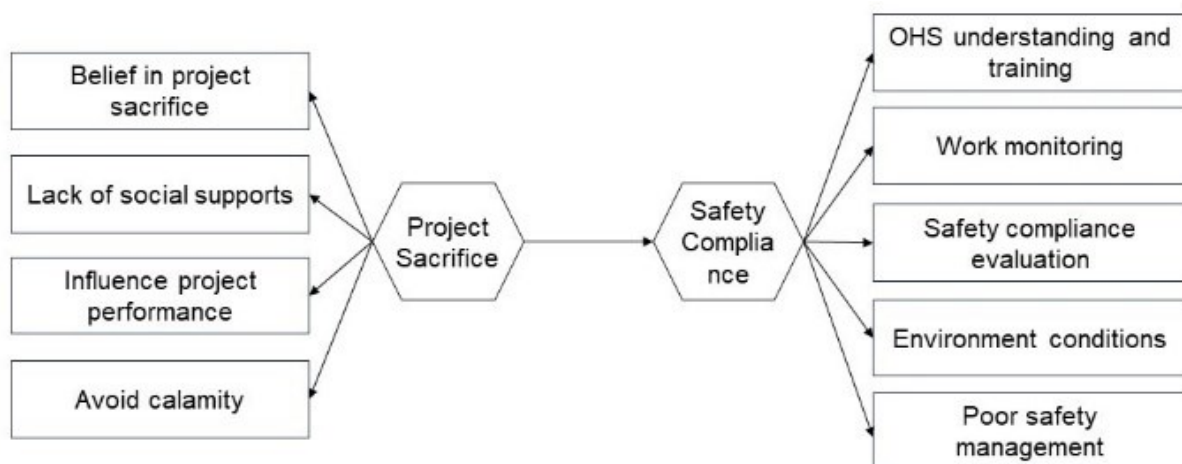 Belief in project
sacrifice
Lack of social supports
Influence project
performance
Avoid calamity
Project
Sacrifice
Safety
Complia
nce
OHS understanding and
training
Work monitoring
Safety compliance
evaluation
Environment conditions
Poor safety
management